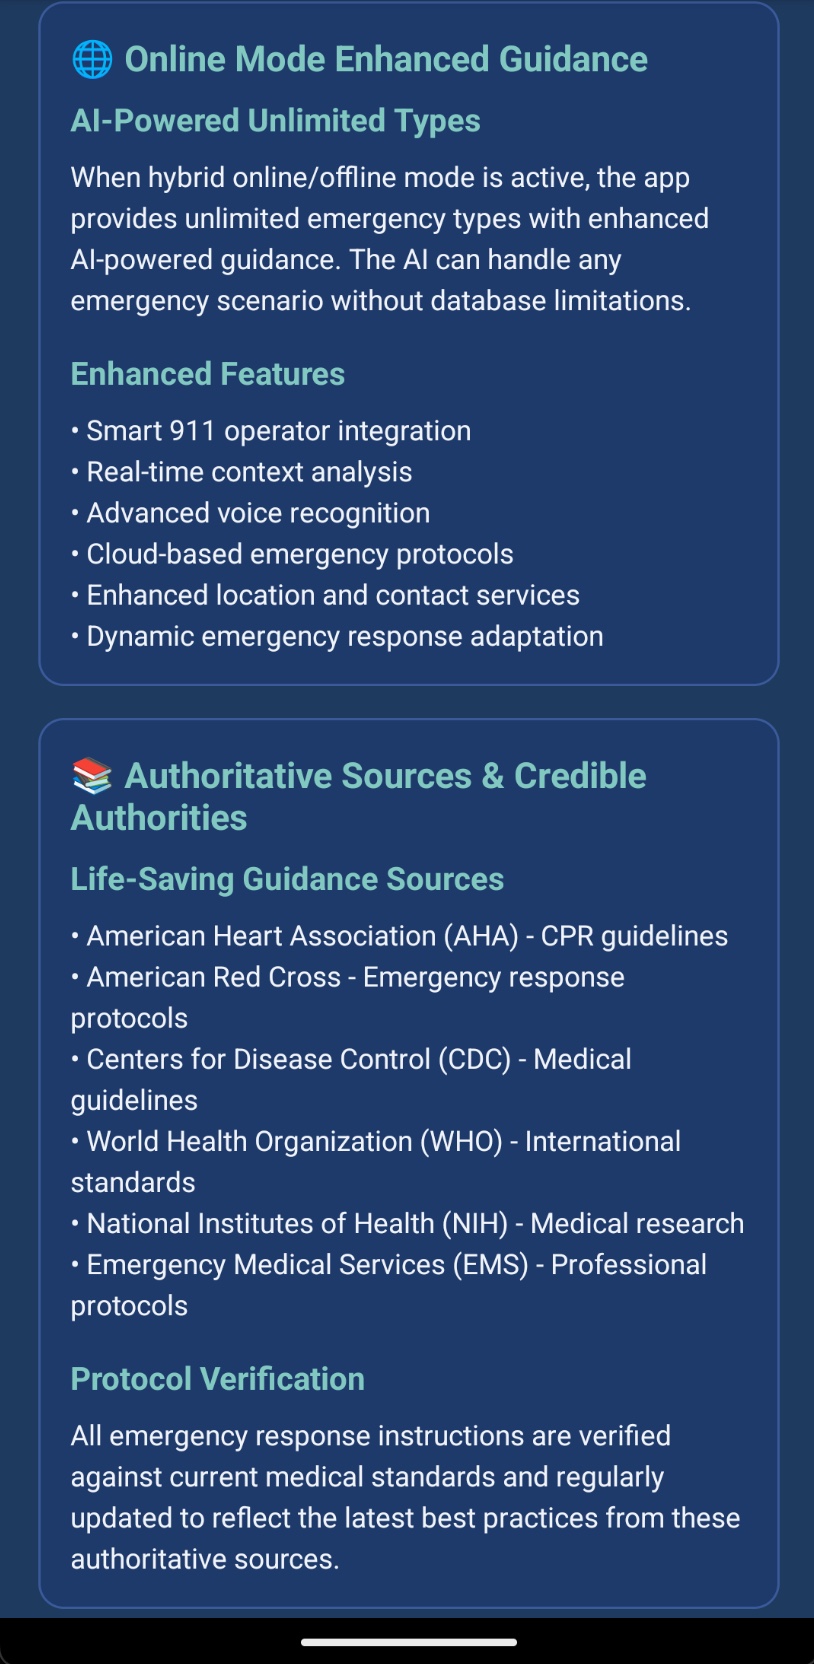 🌐 Online Mode Enhanced Guidance
AI-Powered Unlimited Types
When hybrid online/offline mode is active, the app
provides unlimited emergency types with enhanced
AI-powered guidance. The AI can handle any
emergency scenario without database limitations.
Enhanced Features
• Smart 911 operator integration
• Real-time context analysis
• Advanced voice recognition
• Cloud-based emergency protocols
• Enhanced location and contact services
• Dynamic emergency response adaptation
📚 Authoritative Sources & Credible
Authorities
Life-Saving Guidance Sources
• American Heart Association (AHA) - CPR guidelines
• American Red Cross - Emergency response
protocols
• Centers for Disease Control (CDC) - Medical
guidelines
• World Health Organization (WHO) - International
standards
• National Institutes of Health (NIH) - Medical research
• Emergency Medical Services (EMS) - Professional
protocols
Protocol Verification
All emergency response instructions are verified
against current medical standards and regularly
updated to reflect the latest best practices from these
authoritative sources.